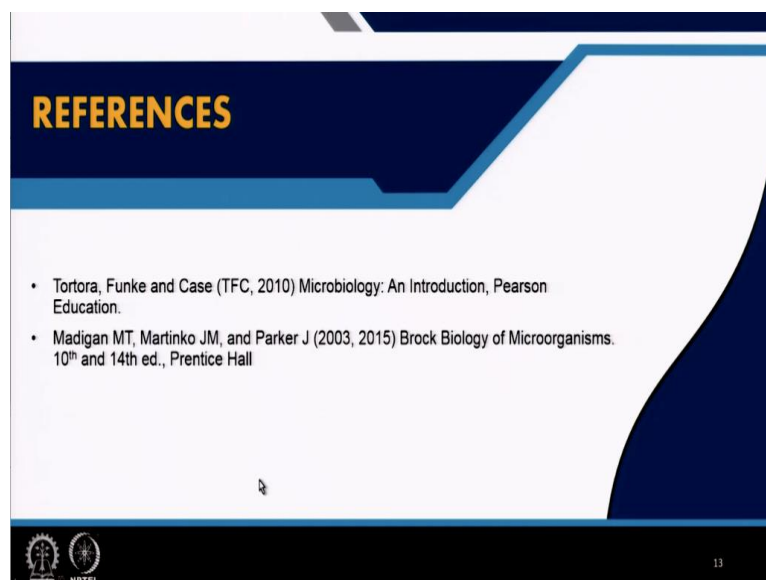 REFERENCES
• Tortora, Funke and Case (TFC, 2010) Microbiology: An Introduction, Pearson
Education.
• Madigan MT, Martinko JM, and Parker J (2003, 2015) Brock Biology of Microorganisms.
10th and 14th ed., Prentice Hall
NPTEL
13